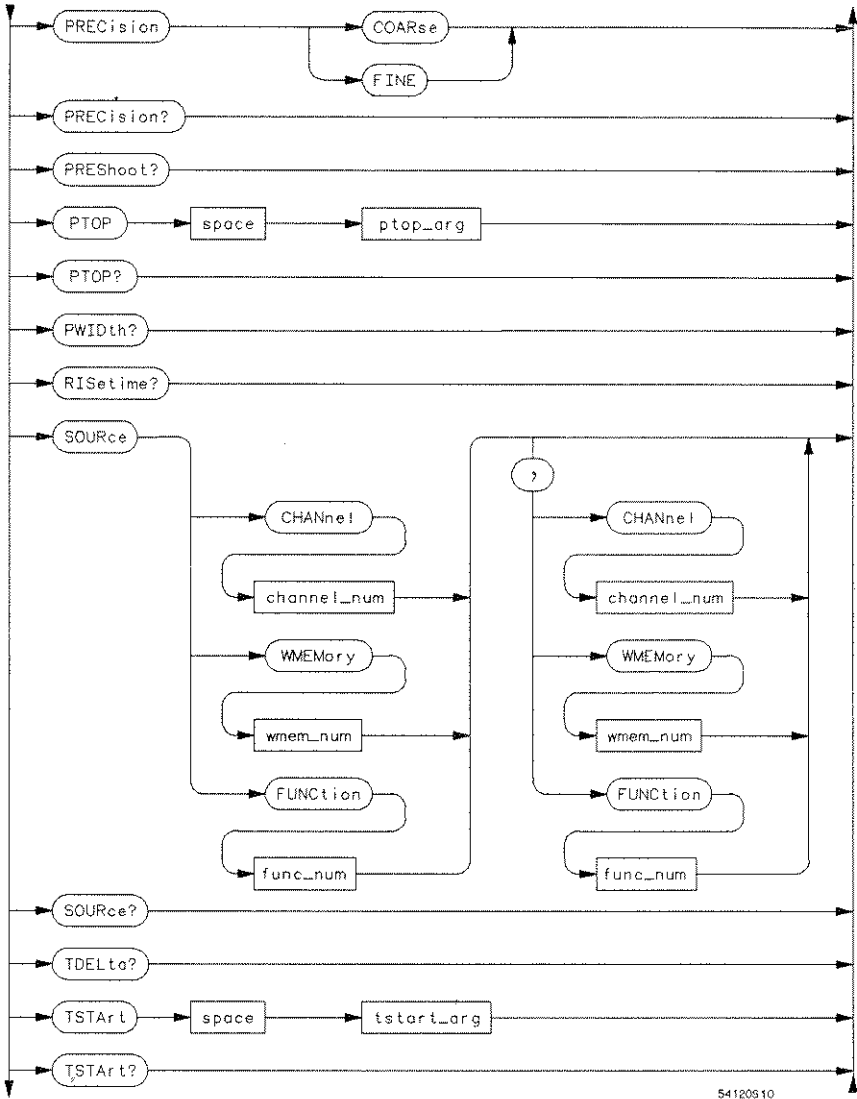 PRECision COARse
FINE
PRECision?
PREShoot?
PTOP space ptop_arg
PTOP?
PWIDth?
RISetime?
SOURce
,
CHANnel CHANnel
channel_num channel_num
WMEMory WMEMory
wmem_num wmem_num
FUNCtion FUNCtion
func_num func_num
SOURce?
TDELta?
TSTArt space tstart_arg
TSTArt?
54120S10